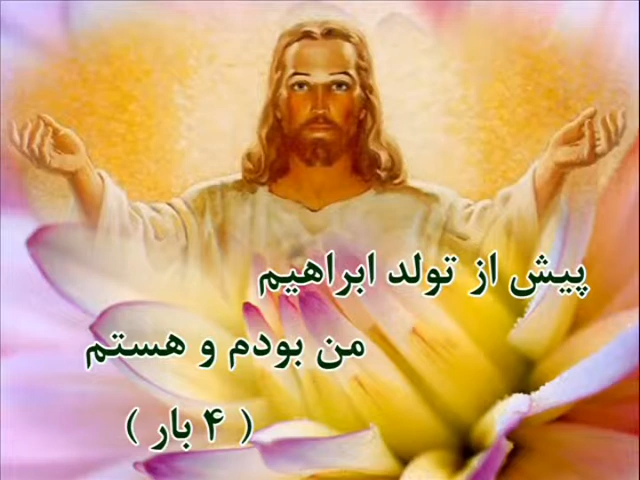 پیش از تولد ابراهیم
من بودم و هستم
( ۴ بار )